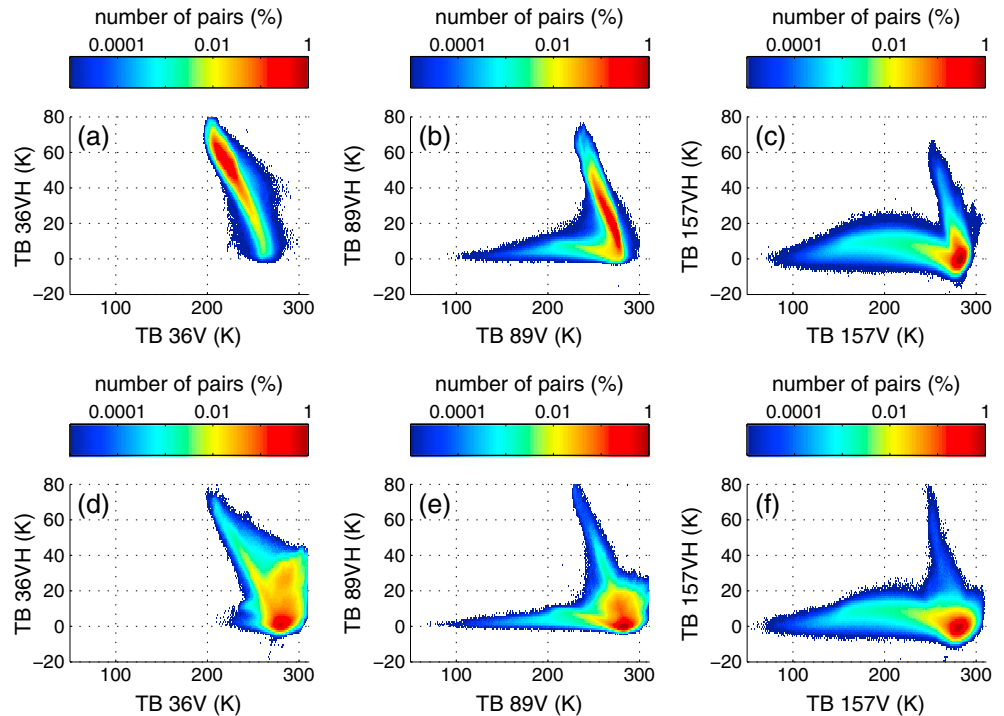 number of pairs (%) number of pairs (%) number of pairs (%)
0.0001 0.01 1 0.0001 0.01 1 0.0001 0.01 1
(a)
TB 36VH (K)
80
60
40
20
0
−20
100 200 300
TB 36V (K)
(b)
TB 89VH (K)
80
60
40
20
0
−20
100 200 300
TB 89V (K)
(c)
TB 157VH (K)
80
60
40
20
0
−20
100 200 300
TB 157V (K)
number of pairs (%) number of pairs (%) number of pairs (%)
0.0001 0.01 1 0.0001 0.01 1 0.0001 0.01 1
(d)
TB 36VH (K)
80
60
40
20
0
−20
100 200 300
TB 36V (K)
(e)
TB 89VH (K)
80
60
40
20
0
−20
100 200 300
TB 89V (K)
(f)
TB 157VH (K)
80
60
40
20
0
−20
100 200 300
TB 157V (K)